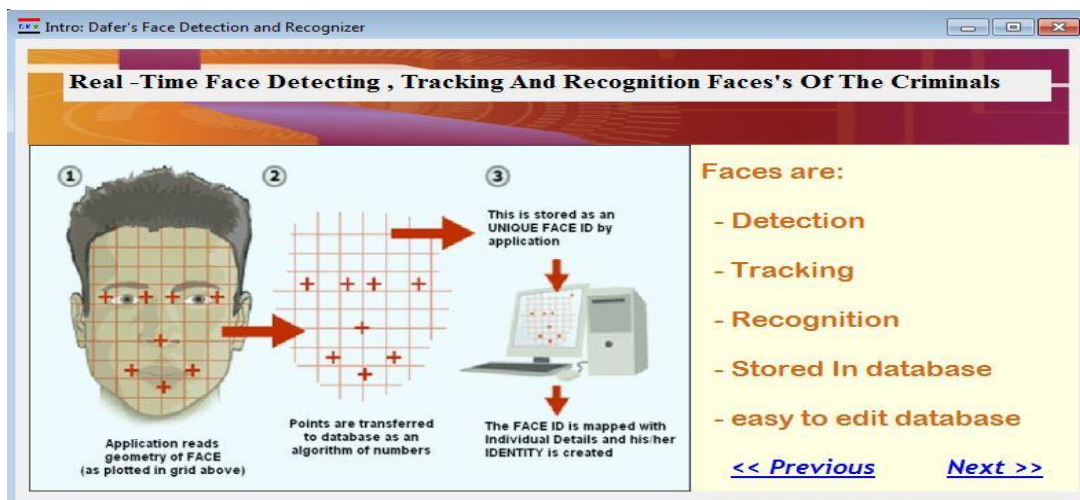 Intro: Dafer's Face Detection and Recognizer
Real -Time Face Detecting , Tracking And Recognition Faces's Of The Criminals
1
2
3
This is stored as an
UNIQUE FACE ID by
application
Application reads
geometry of FACE
(as plotted in grid above)
Points are transferred
to database as an
algorithm of numbers
The FACE ID is mapped with
Individual Details and his/her
IDENTITY is created
Faces are:
- Detection
- Tracking
- Recognition
- Stored In database
- easy to edit database
<< Previous
Next >>